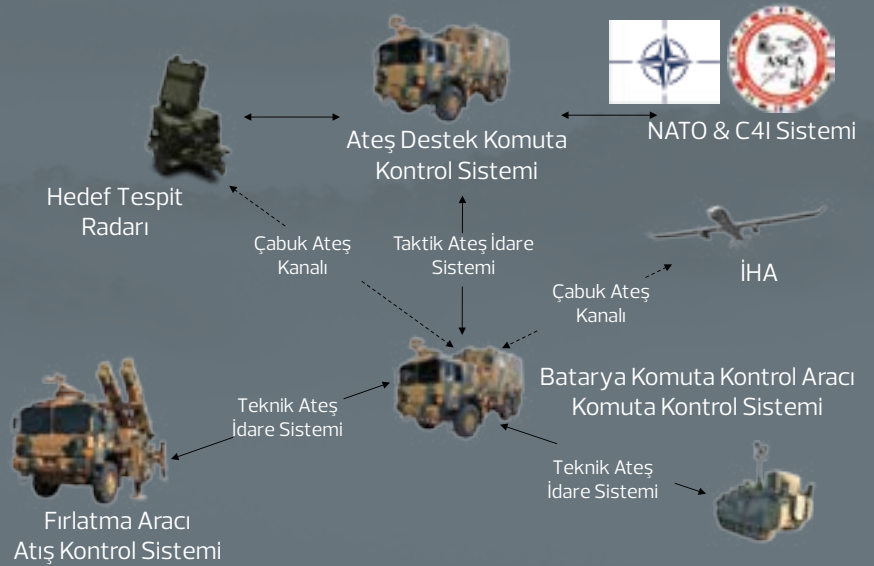 ASCA
NATO & C4I Sistemi
Ateş Destek Komuta
Kontrol Sistemi
Hedef Tespit
Radarı
Çabuk Ateş
Kanalı
Taktik Ateş İdare
Sistemi
İHA
Çabuk Ateş
Kanalı
Batarya Komuta Kontrol Aracı
Komuta Kontrol Sistemi
Teknik Ateş
İdare Sistemi
Teknik Ateş
İdare Sistemi
Fırlatma Aracı
Atış Kontrol Sistemi